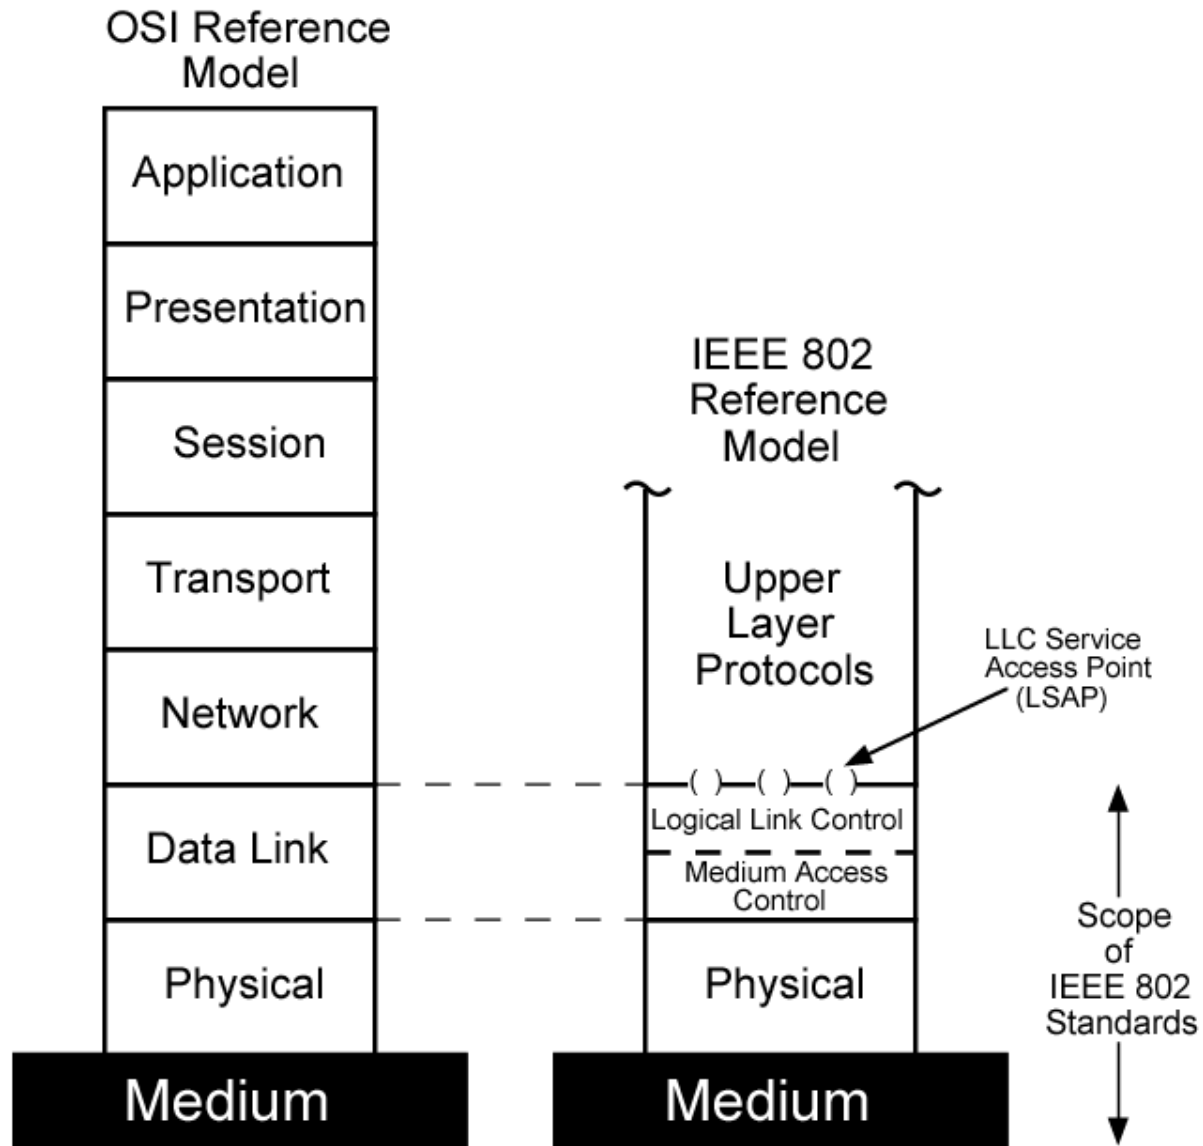 OSI Reference
Model
Application
Presentation
Session
Transport
Network
Data Link
Physical
Medium
IEEE 802
Reference
Model
Upper
Layer
Protocols
LLC Service
Access Point
(LSAP)
( ) ( ) ( )
Logical Link Control
Medium Access
Control
Physical
Medium
Scope
of
IEEE 802
Standards